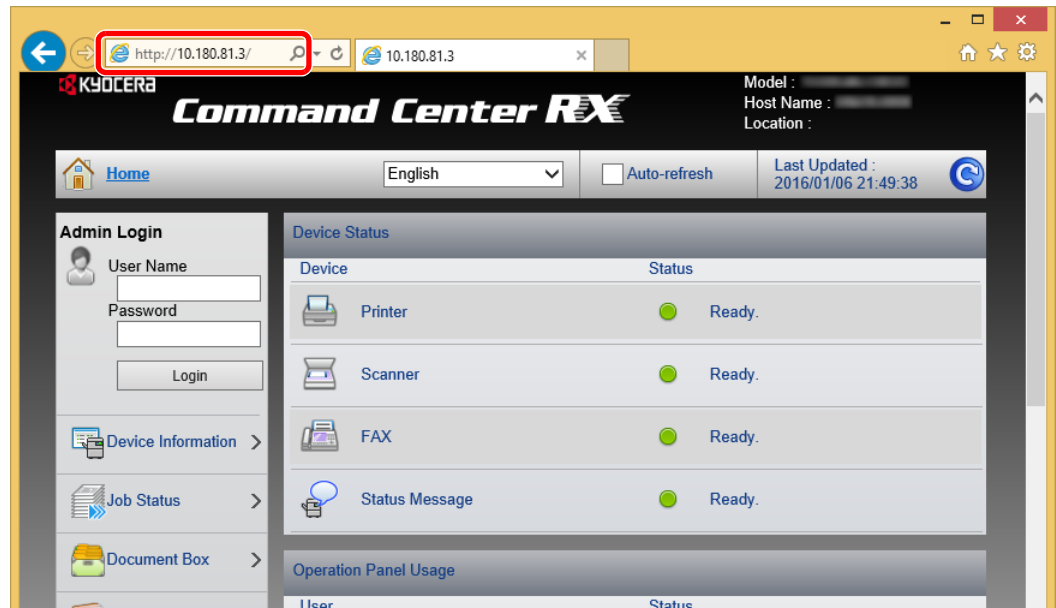 http://10.180.81.3/
10.180.81.3
KYOCERA
Command Center RX
Model :
Host Name :
Location :
Home
English
Auto-refresh
Last Updated :
2016/01/06 21:49:38
Admin Login
User Name
Password
Login
Device Information
Job Status
Document Box
Device Status
Device Status
Printer Ready.
Scanner Ready.
FAX Ready.
Status Message Ready.
Operation Panel Usage
User Status